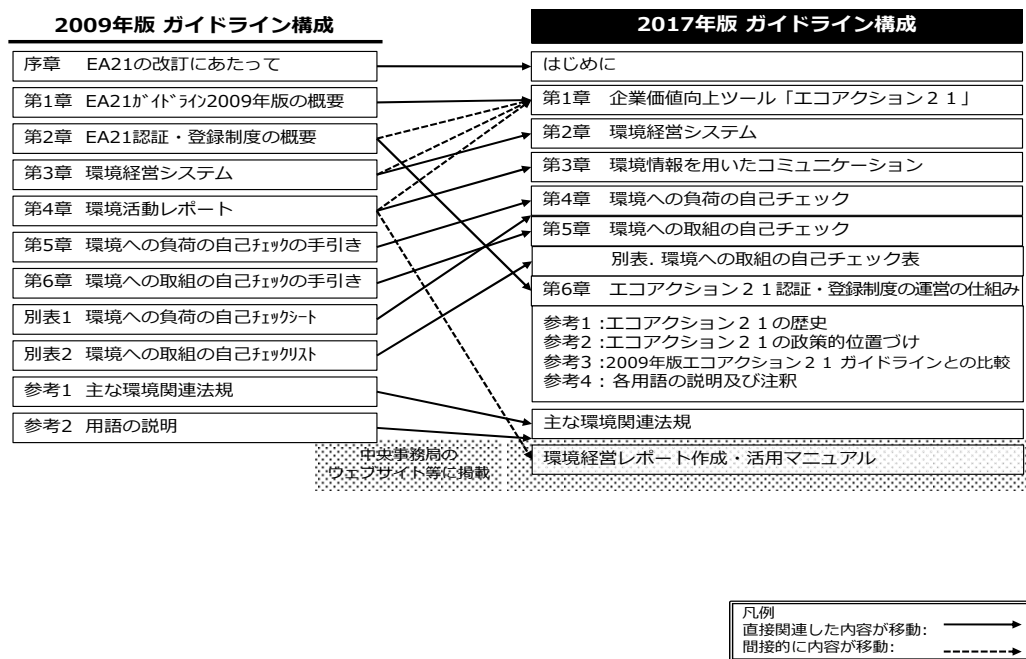 2009年版 ガイドライン構成
序章 EA21の改訂にあたって
第1章 EA21ｶﾞｲﾄﾞﾗｲﾝ2009年版の概要
第2章 EA21認証・登録制度の概要
第3章 環境経営システム
第4章 環境活動レポート
第5章 環境への負荷の自己ﾁｪｯｸの手引き
第6章 環境への取組の自己ﾁｪｯｸの手引き
別表1 環境への負荷の自己ﾁｪｯｸｼｰﾄ
別表2 環境への取組の自己ﾁｪｯｸﾘｽﾄ
参考1 主な環境関連法規
参考2 用語の説明
中央事務局の
ウェブサイト等に掲載
2017年版 ガイドライン構成
はじめに
第1章 企業価値向上ツール「エコアクション２１」
第2章 環境経営システム
第3章 環境情報を用いたコミュニケーション
第4章 環境への負荷の自己チェック
第5章 環境への取組の自己チェック
別表. 環境への取組の自己チェック表
第6章 エコアクション２１認証・登録制度の運営の仕組み
参考1：エコアクション２１の歴史
参考2：エコアクション２１の政策的位置づけ
参考3：2009年版エコアクション２１ ガイドラインとの比較
参考4：各用語の説明及び注釈
主な環境関連法規
環境経営レポート作成・活用マニュアル
凡例
直接関連した内容が移動:
間接的に内容が移動: